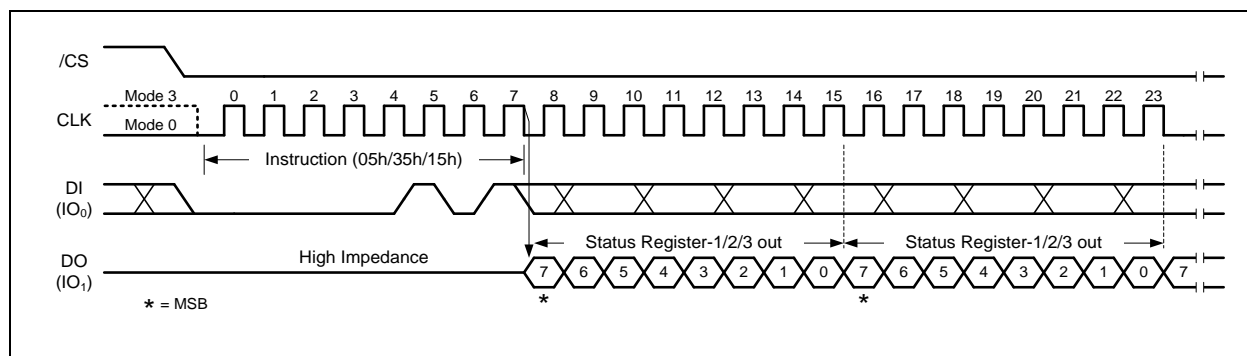 /CS
Mode 3 0 1 2 3 4 5 6 7 8 9 10 11 12 13 14 15 16 17 18 19 20 21 22 23
CLK
Mode 0
Instruction (05h/35h/15h)
DI
(IO₀)
Status Register-1/2/3 out Status Register-1/2/3 out
DO
(IO₁)
High Impedance
7 6 5 4 3 2 1 0 7 6 5 4 3 2 1 0 7
* *
* = MSB